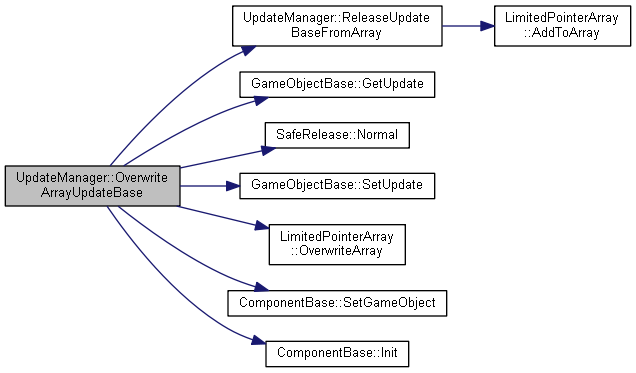 UpdateManager::ReleaseUpdate
BaseFromArray
LimitedPointerArray
::AddToArray
GameObjectBase::GetUpdate
SafeRelease::Normal
UpdateManager::Overwrite
ArrayUpdateBase
GameObjectBase::SetUpdate
LimitedPointerArray
::OverwriteArray
ComponentBase::SetGameObject
ComponentBase::Init